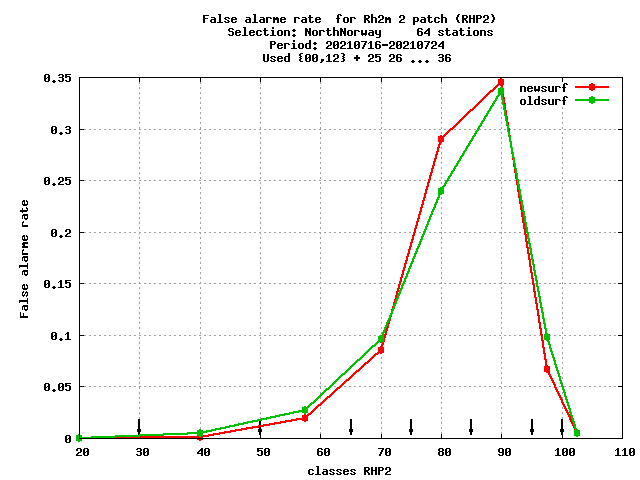 False alarme rate  for Rh2m 2 patch (RHP2)
Selection: NorthNorway     64 stations
Period: 20210716-20210724
Used {00,12} + 25 26 ... 36
newsurf
oldsurf
0.35
0.3
0.25
0.2
0.15
0.1
0.05
0
False alarme rate
20 30 40 50 60 70 80 90 100 110
classes RHP2